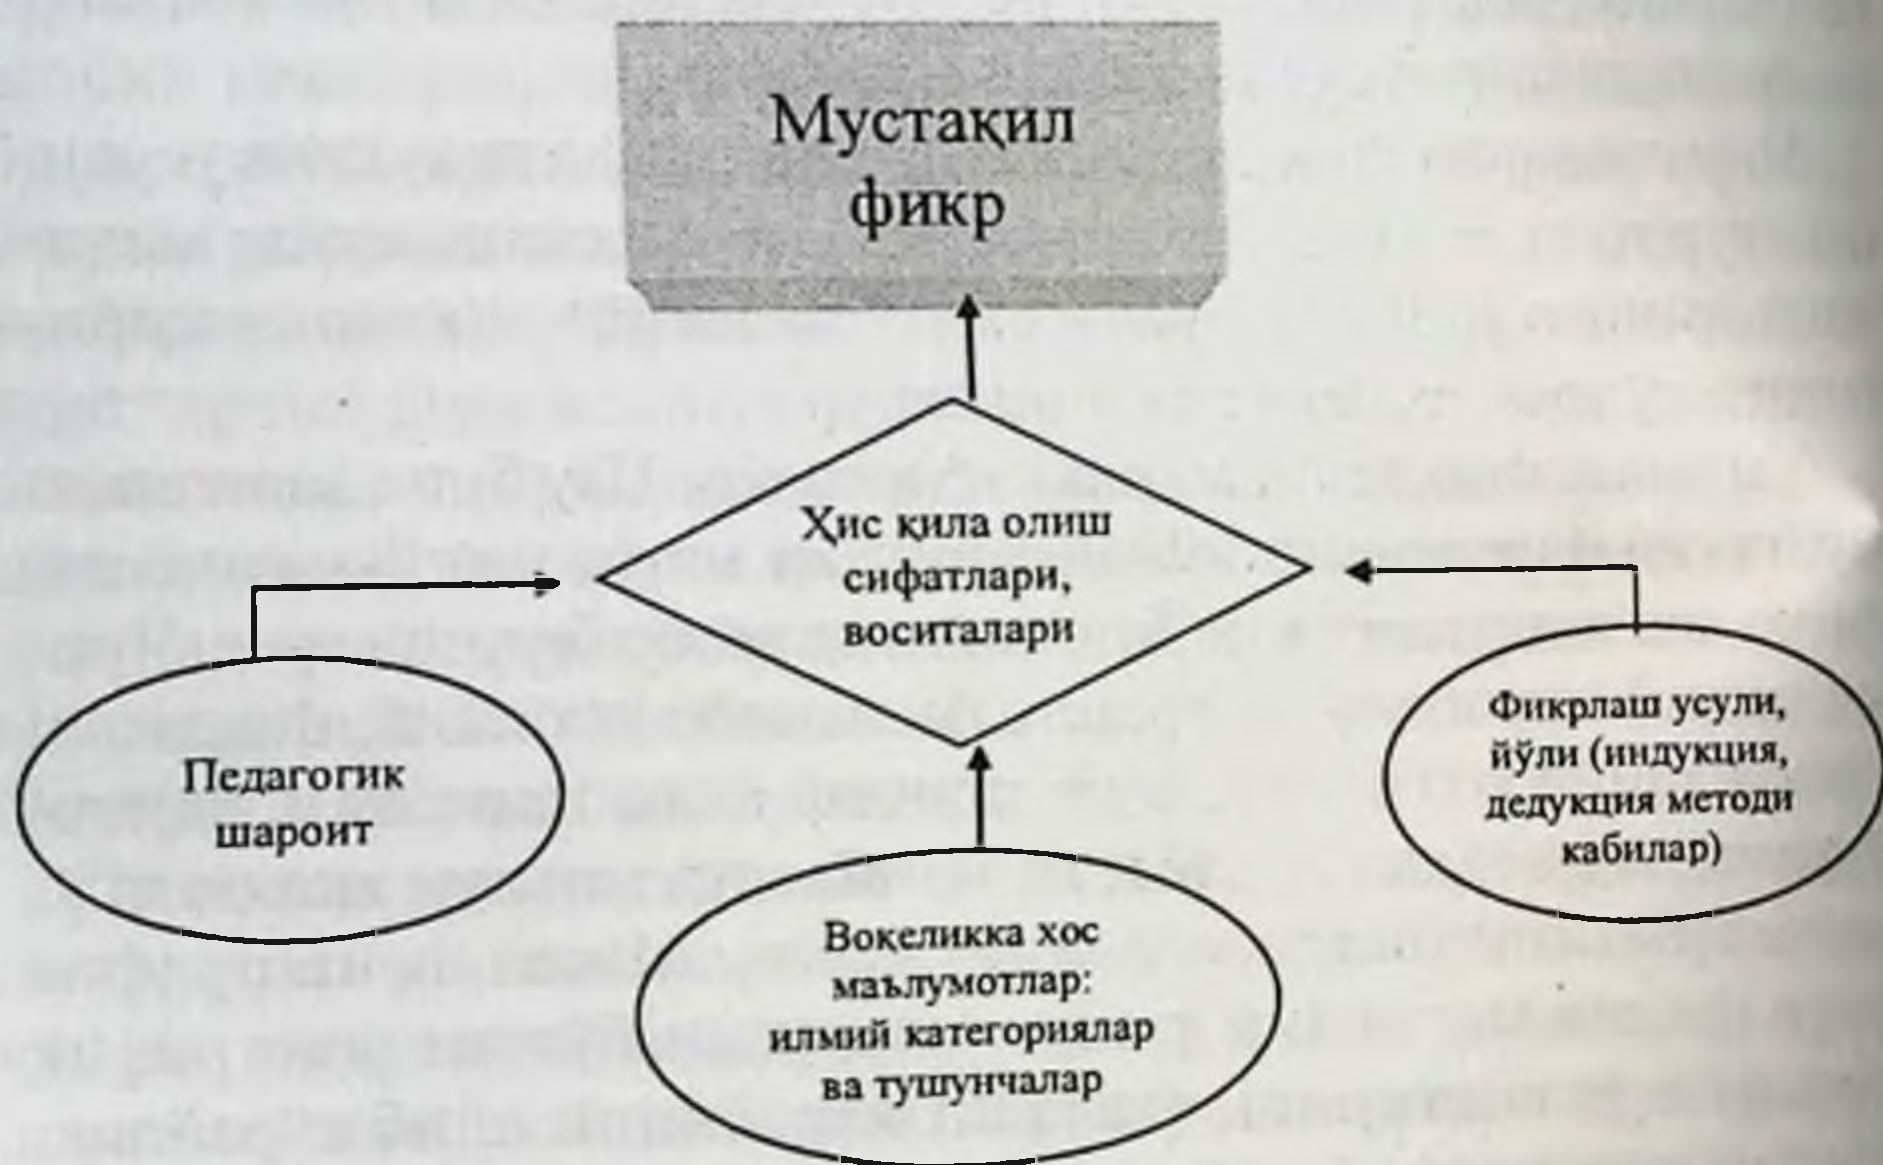 Мустақил
фикр
Ҳис қила олиш
сифатлари,
воситалари
Педагогик
шароит
Фикрлаш усули,
йўли (индукция,
дедукция методи
кабилар)
Воқеликка хос
маълумотлар:
илмий категориялар
ва тушунчалар